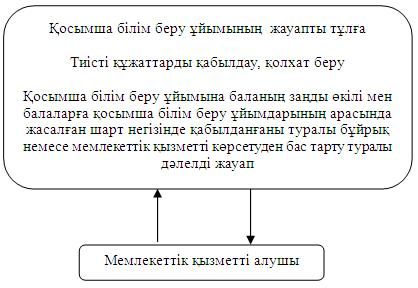 Қосымша білім беру ұйымының жауапты тұлға
Тиісті құжаттарды қабылдау, қолхат беру
Қосымша білім беру ұйымына баланың заңды өкілі мен
балаларға қосымша білім беру ұйымдарының арасында
жасалған шарт негізінде қабылданғаны туралы бұйрық
немесе мемлекеттік қызметті көрсетуден бас тарту туралы
дәлелді жауап
Мемлекеттік қызметті алушы